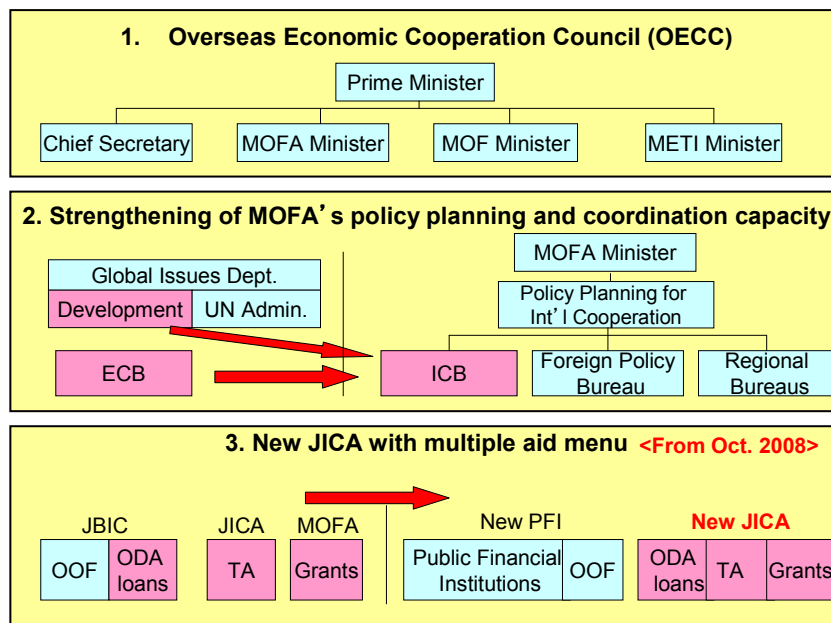 1. Overseas Economic Cooperation Council (OECC)
Prime Minister
Chief Secretary
MOFA Minister
MOF Minister
METI Minister
2. Strengthening of MOFA's policy planning and coordination capacity
Global Issues Dept.
Development
UN Admin.
ECB
MOFA Minister
Policy Planning for
Int'l Cooperation
ICB
Foreign Policy
Bureau
Regional
Bureaus
3. New JICA with multiple aid menu <From Oct. 2008>
JBIC
JICA
MOFA
OOF
ODA
loans
TA
Grants
New PFI
New JICA
Public Financial
Institutions
OOF
ODA
loans
TA
Grants